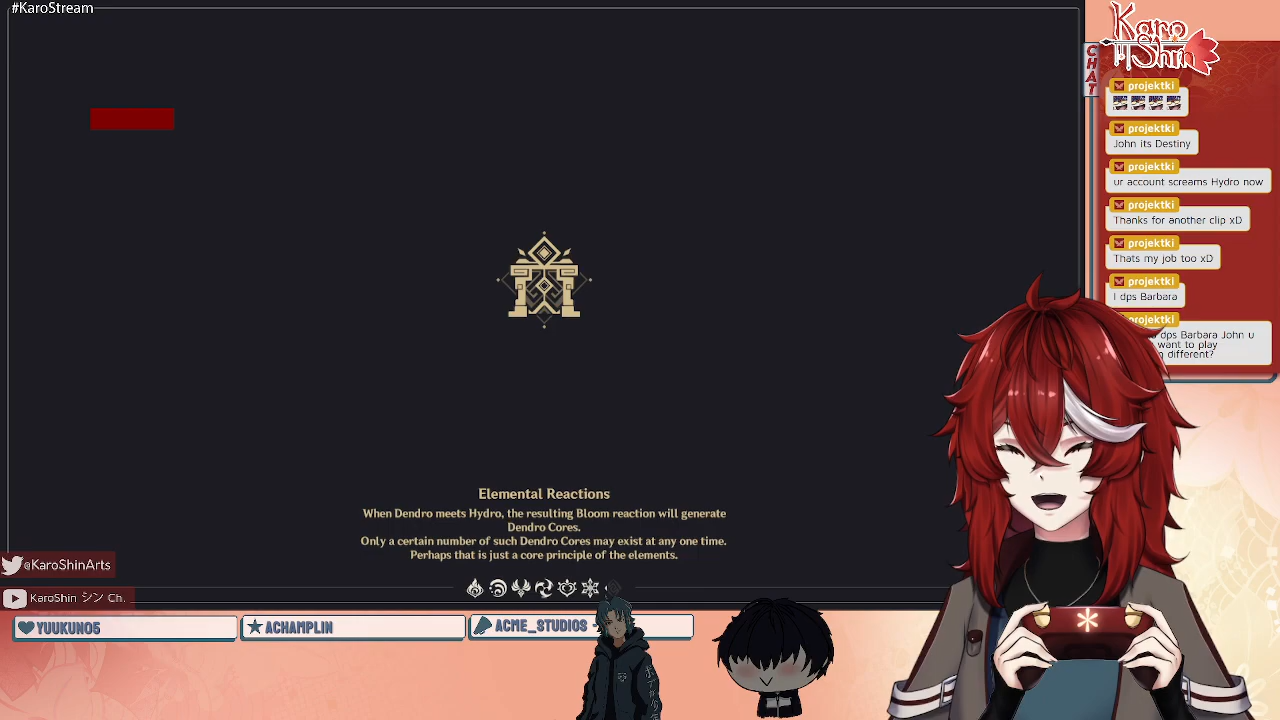 #KaroStream
Karo
Shin
CHAT
projektki
projektki
John its Destiny
projektki
ur account screams Hydro now
projektki
Thanks for another clip xD
projektki
Thats my job too xD
projektki
I dps Barbara
projektki
dps Barbara John u
want to play
different?
Elemental Reactions
When Dendro meets Hydro, the resulting Bloom reaction will generate
Dendro Cores.
Only a certain number of such Dendro Cores may exist at any one time.
Perhaps that is just a core principle of the elements.
@KaroShinArts
KaroShin シン Ch.
YUUKUNO5
ACHAMPLIN
ACME_STUDIOS -